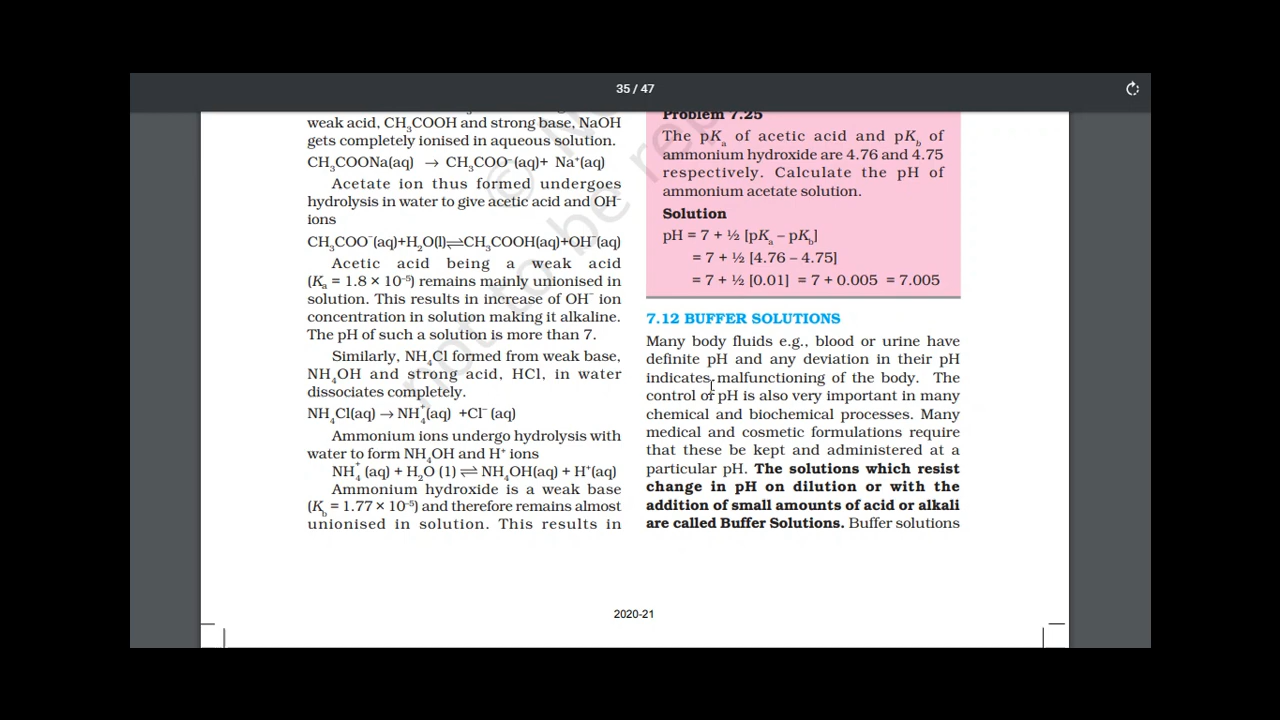 35 / 47
weak acid, CH₃COOH and strong base, NaOH
gets completely ionised in aqueous solution.
CH₃COONa(aq) → CH₃COO⁻(aq)+ Na⁺(aq)
Acetate ion thus formed undergoes
hydrolysis in water to give acetic acid and OH⁻
ions
CH₃COO⁻(aq)+H₂O(l)⇌CH₃COOH(aq)+OH⁻(aq)
Acetic acid being a weak acid
(Kₐ = 1.8 × 10⁻⁵) remains mainly unionised in
solution. This results in increase of OH⁻ ion
concentration in solution making it alkaline.
The pH of such a solution is more than 7.
Similarly, NH₄Cl formed from weak base,
NH₄OH and strong acid, HCl, in water
dissociates completely.
NH₄Cl(aq) → NH₄⁺(aq) +Cl⁻ (aq)
Ammonium ions undergo hydrolysis with
water to form NH₄OH and H⁺ ions
NH₄⁺ (aq) + H₂O (1) ⇌ NH₄OH(aq) + H⁺(aq)
Ammonium hydroxide is a weak base
(K_b = 1.77 × 10⁻⁵) and therefore remains almost
unionised in solution. This results in
Problem 7.25
The pKₐ of acetic acid and pK_b of
ammonium hydroxide are 4.76 and 4.75
respectively. Calculate the pH of
ammonium acetate solution.
Solution
pH = 7 + ½ [pKₐ – pK_b]
= 7 + ½ [4.76 – 4.75]
= 7 + ½ [0.01] = 7 + 0.005 = 7.005
7.12 BUFFER SOLUTIONS
Many body fluids e.g., blood or urine have
definite pH and any deviation in their pH
indicates malfunctioning of the body. The
control of pH is also very important in many
chemical and biochemical processes. Many
medical and cosmetic formulations require
that these be kept and administered at a
particular pH. The solutions which resist
change in pH on dilution or with the
addition of small amounts of acid or alkali
are called Buffer Solutions. Buffer solutions
2020-21
not to be rep
© N